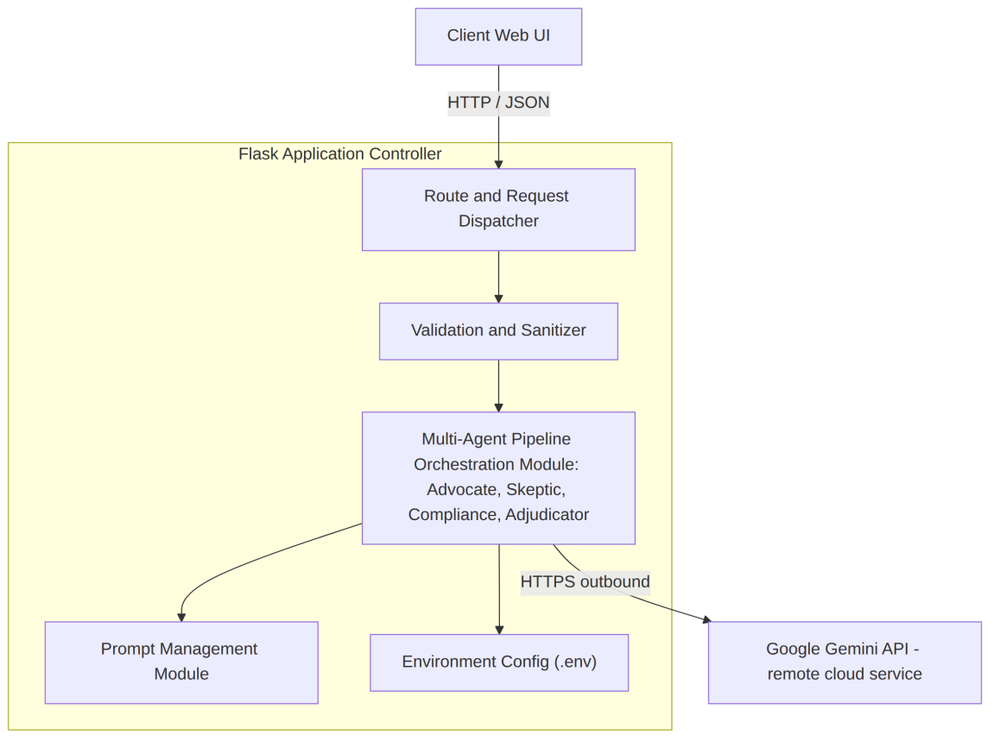 Client Web UI
HTTP / JSON
Flask Application Controller
Route and Request
Dispatcher
Validation and Sanitizer
Multi-Agent Pipeline
Orchestration Module:
Advocate, Skeptic,
Compliance, Adjudicator
HTTPS outbound
Prompt Management
Module
Environment Config (.env)
Google Gemini API -
remote cloud service